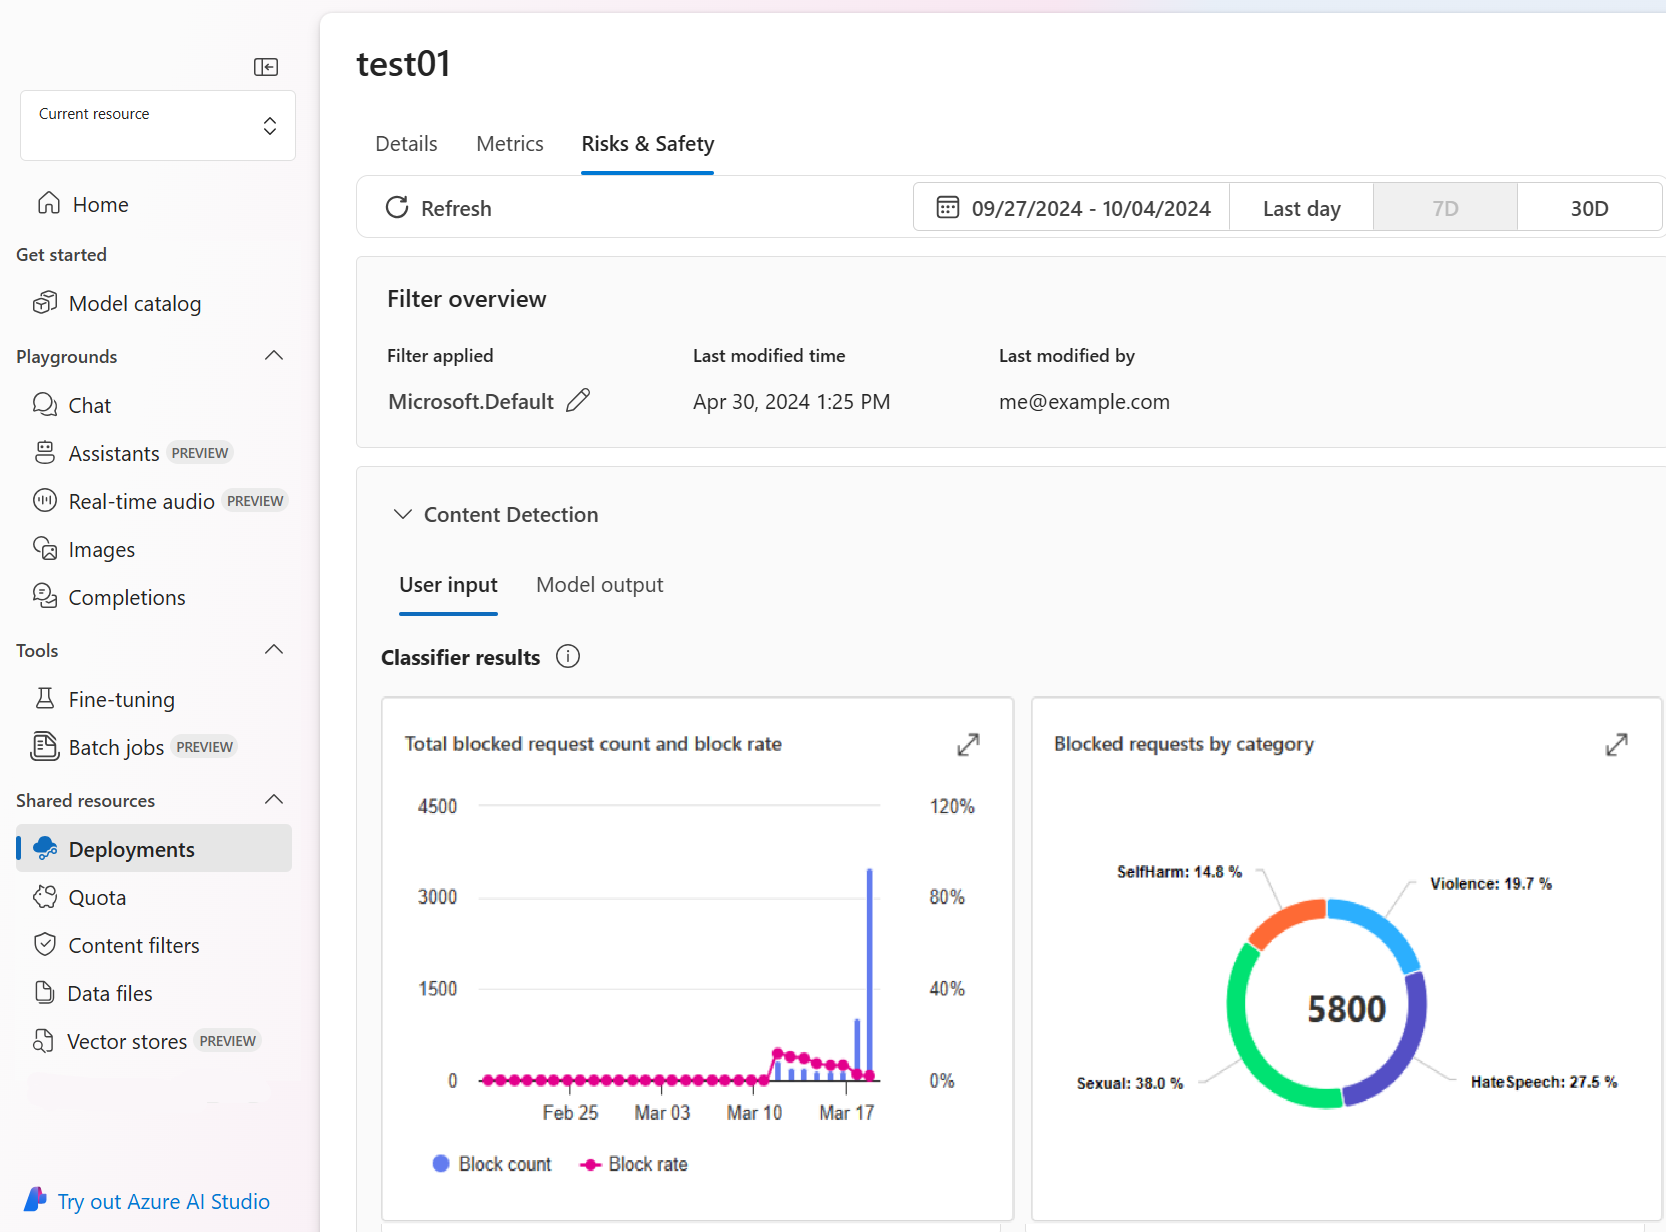 Current resource
Home
Get started
Model catalog
Playgrounds
Chat
Assistants PREVIEW
Real-time audio PREVIEW
Images
Completions
Tools
Fine-tuning
Batch jobs PREVIEW
Shared resources
Deployments
Quota
Content filters
Data files
Vector stores PREVIEW
Try out Azure AI Studio
test01
Details Metrics Risks & Safety
Refresh 09/27/2024 - 10/04/2024 Last day 7D 30D
Filter overview
Filter applied Last modified time Last modified by
Microsoft.Default Apr 30, 2024 1:25 PM me@example.com
Content Detection
User input Model output
Classifier results
Total blocked request count and block rate
4500 120%
3000 80%
1500 40%
0 0%
Feb 25 Mar 03 Mar 10 Mar 17
Block count Block rate
Blocked requests by category
SelfHarm: 14.8 %
Violence: 19.7 %
5800
Sexual: 38.0 %
HateSpeech: 27.5 %